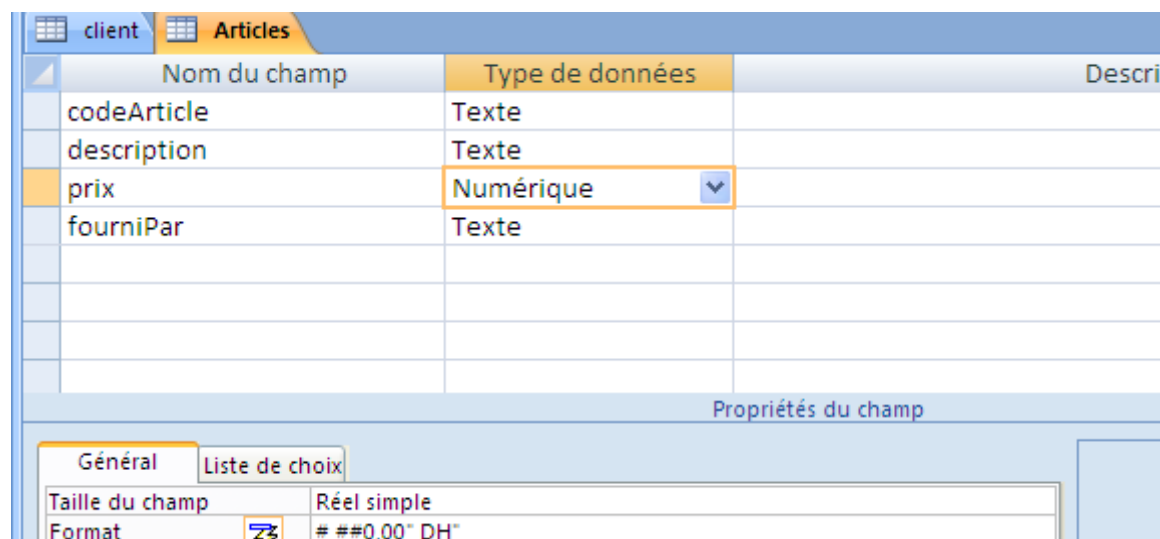 client Articles
Nom du champ Type de données Descri
codeArticle Texte
description Texte
prix Numérique
fourniPar Texte
Propriétés du champ
Général Liste de choix
Taille du champ Réel simple
Format # ##0.00" DH"